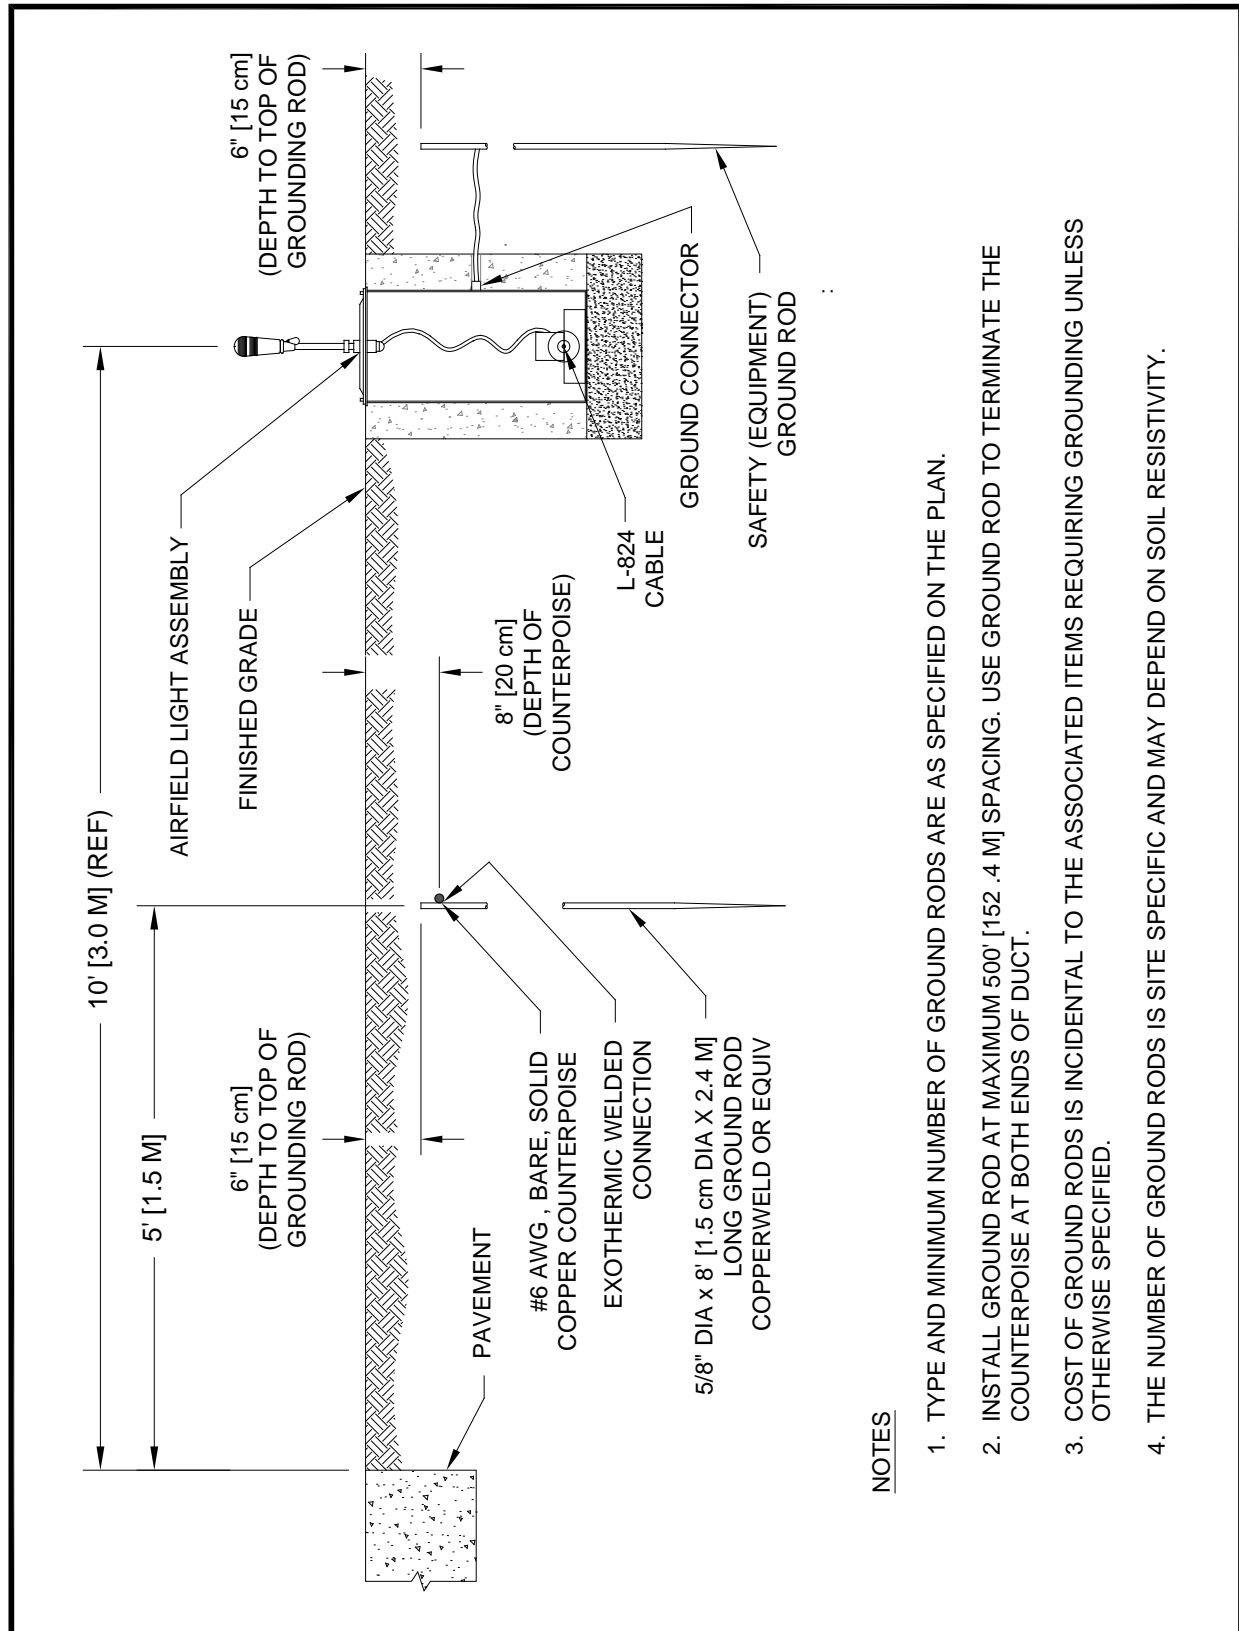 10' [3.0 M] (REF)
5' [1.5 M]
6" [15 cm]
(DEPTH TO TOP OF
GROUNDING ROD)
6" [15 cm]
(DEPTH TO TOP OF
GROUNDING ROD)
AIRFIELD LIGHT ASSEMBLY
FINISHED GRADE
8" [20 cm]
(DEPTH OF
COUNTERPOISE)
PAVEMENT
#6 AWG , BARE, SOLID
COPPER COUNTERPOISE
EXOTHERMIC WELDED
CONNECTION
5/8" DIA x 8' [1.5 cm DIA X 2.4 M]
LONG GROUND ROD
COPPERWELD OR EQUIV
L-824
CABLE
GROUND CONNECTOR
SAFETY (EQUIPMENT)
GROUND ROD
:
NOTES
1. TYPE AND MINIMUM NUMBER OF GROUND RODS ARE AS SPECIFIED ON THE PLAN.
2. INSTALL GROUND ROD AT MAXIMUM 500' [152 .4 M] SPACING. USE GROUND ROD TO TERMINATE THE
COUNTERPOISE AT BOTH ENDS OF DUCT.
3. COST OF GROUND RODS IS INCIDENTAL TO THE ASSOCIATED ITEMS REQUIRING GROUNDING UNLESS
OTHERWISE SPECIFIED.
4. THE NUMBER OF GROUND RODS IS SITE SPECIFIC AND MAY DEPEND ON SOIL RESISTIVITY.